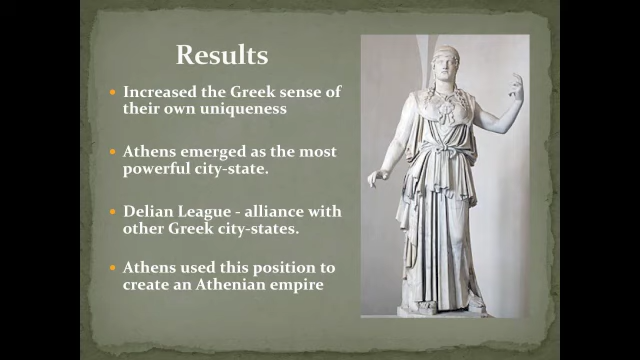 Results
Increased the Greek sense of
their own uniqueness
Athens emerged as the most
powerful city-state.
Delian League - alliance with
other Greek city-states.
Athens used this position to
create an Athenian empire